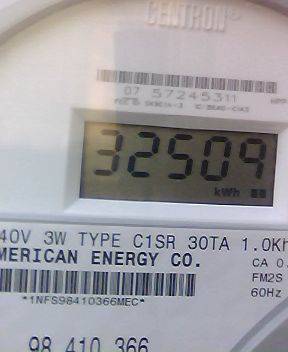 CENTRON®
07 57245311
32509
kWh
40V 3W TYPE C1SR 30TA 1.0Kh
MERICAN ENERGY CO.
CA 0.
FM2S
*1NFS98410366MEC*
60Hz
98 410 366